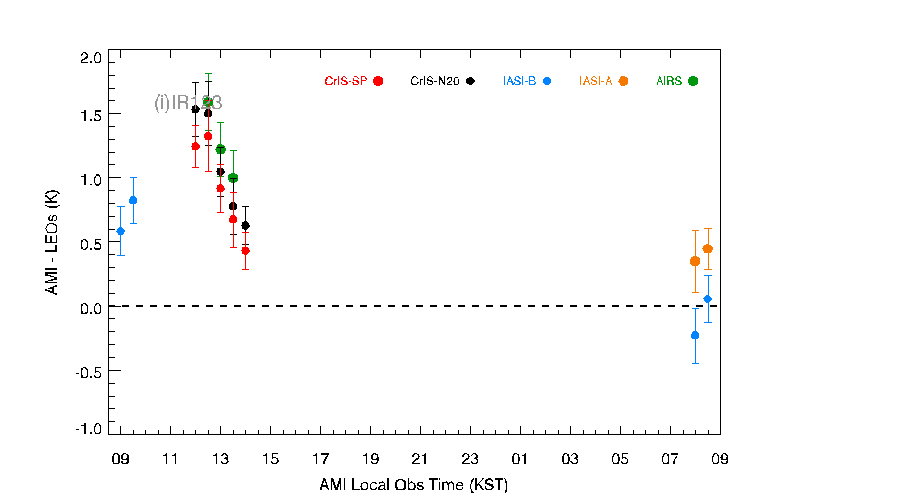 2.0
CrIS-SP CrIS-N20 IASI-B IASI-A AIRS
(i)IR133
1.5
1.0
0.5
0.0
-0.5
-1.0
AMI - LEOs (K)
09 11 13 15 17 19 21 23 01 03 05 07 09
AMI Local Obs Time (KST)